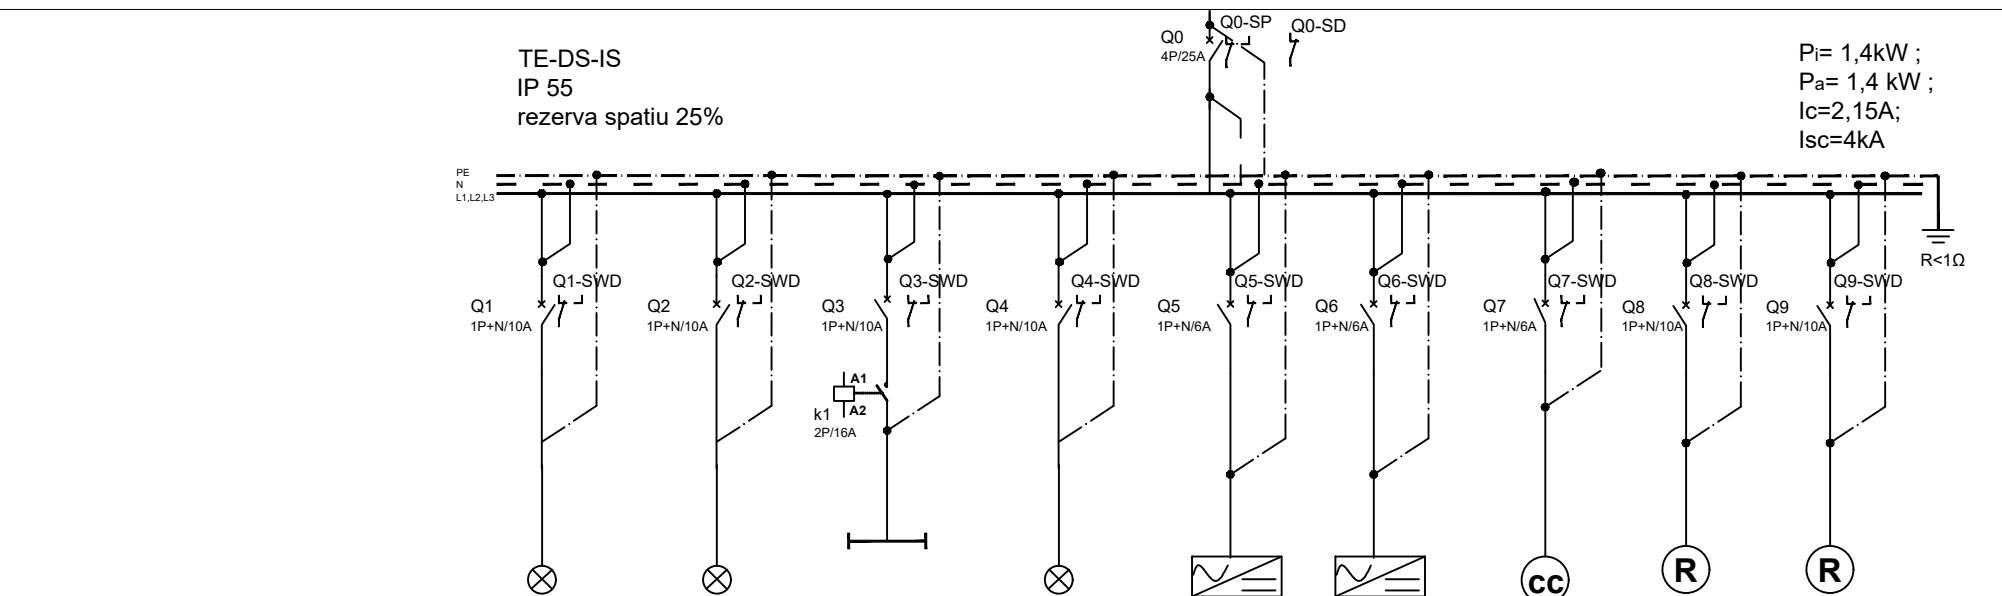 TE-DS-IS
IP 55
rezerva spatiu 25%
Q0
4P/25A
Q0-SP
Q0-SD
Pi= 1,4kW ;
Pa= 1,4 kW ;
Ic=2,15A;
Isc=4kA
PE
N
L1,L2,L3
R<1Ω
Q1
1P+N/10A
Q1-SWD
Q2
1P+N/10A
Q2-SWD
Q3
1P+N/10A
Q3-SWD
Q4
1P+N/10A
Q4-SWD
Q5
1P+N/6A
Q5-SWD
Q6
1P+N/6A
Q6-SWD
Q7
1P+N/6A
Q7-SWD
Q8
1P+N/10A
Q8-SWD
Q9
1P+N/10A
Q9-SWD
A1
A2
k1
2P/16A
cc
R
R